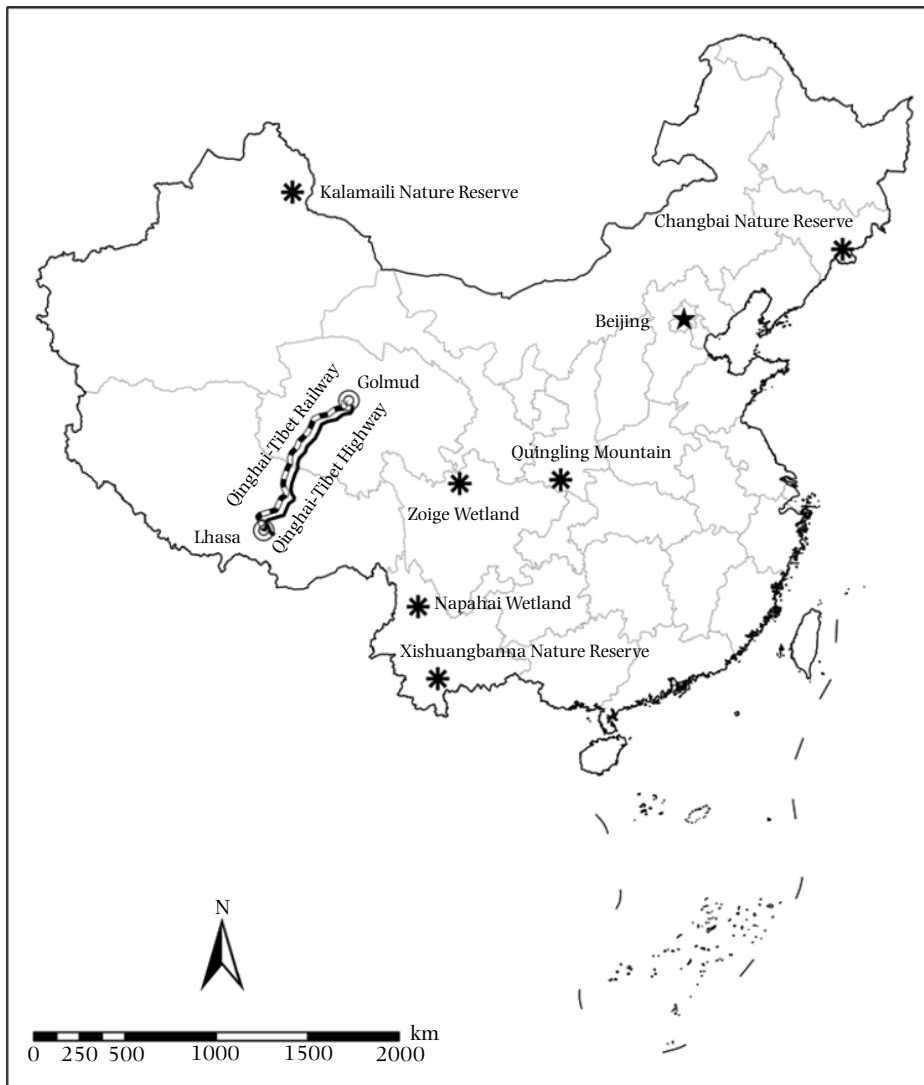 Kalamaili Nature Reserve
Changbai Nature Reserve
Beijing
Golmud
Qinghai-Tibet Railway
Qinghai-Tibet Highway
Quingling Mountain
Zoige Wetland
Lhasa
Napahai Wetland
Xishuangbanna Nature Reserve
N
km
0 250 500 1000 1500 2000